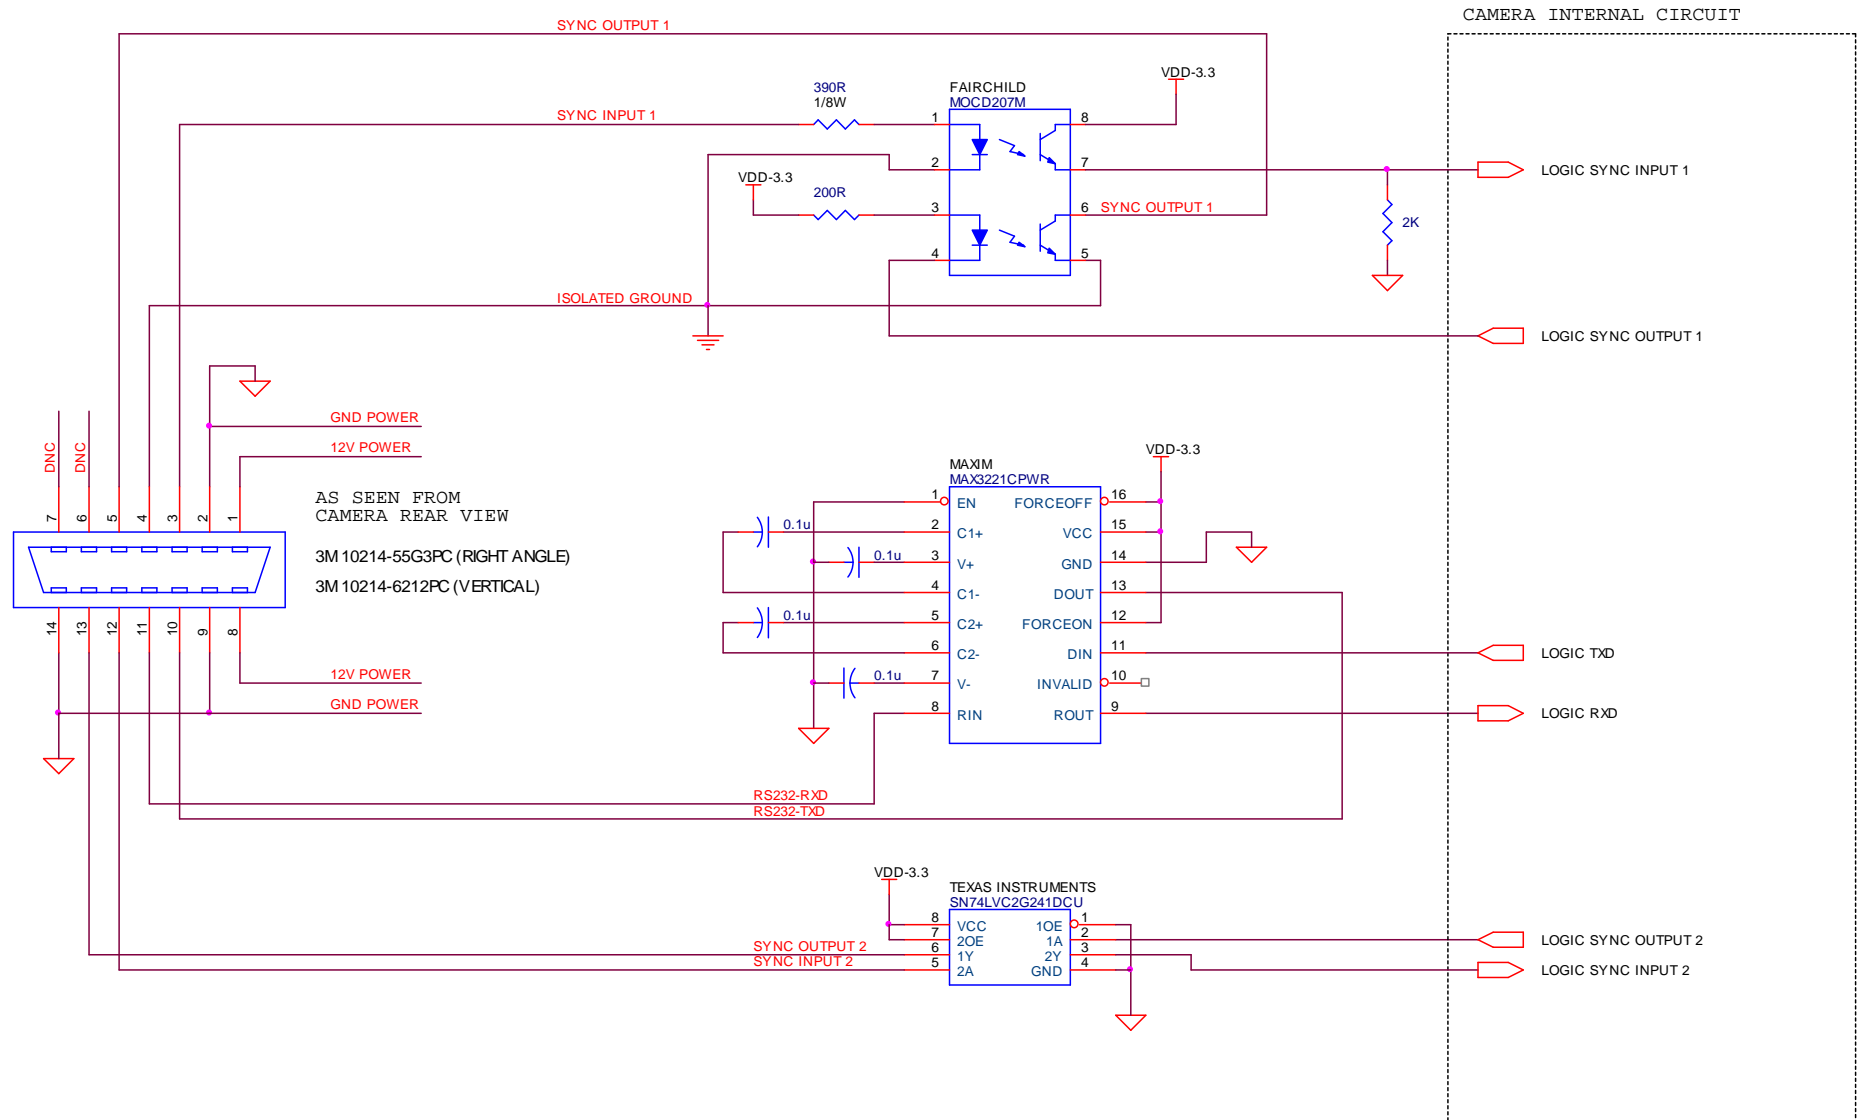 CAMERA INTERNAL CIRCUIT
SYNC OUTPUT 1
VDD-3.3
390R
1/8W
FAIRCHILD
MOCD207M
SYNC INPUT 1
1
8
2
7
LOGIC SYNC INPUT 1
VDD-3.3
200R
3
6
SYNC OUTPUT 1
2K
4
5
ISOLATED GROUND
LOGIC SYNC OUTPUT 1
GND POWER
12V POWER
DNC
DNC
7
6
5
4
3
2
1
AS SEEN FROM
CAMERA REAR VIEW
3M 10214-55G3PC (RIGHT ANGLE)
3M 10214-6212PC (VERTICAL)
14
13
12
11
10
9
8
12V POWER
GND POWER
VDD-3.3
MAXIM
MAX3221CPWR
1 EN FORCEOFF 16
0.1u 2 C1+ VCC 15
0.1u 3 V+ GND 14
4 C1- DOUT 13
0.1u 5 C2+ FORCEON 12
6 C2- DIN 11 LOGIC TXD
0.1u 7 V- INVALID 10
8 RIN ROUT 9 LOGIC RXD
RS232-RXD
RS232-TXD
VDD-3.3
TEXAS INSTRUMENTS
SN74LVC2G241DCU
8 VCC 1OE 1
7 2OE 1A 2 LOGIC SYNC OUTPUT 2
SYNC OUTPUT 2 6 1Y 2Y 3
SYNC INPUT 2 5 2A GND 4 LOGIC SYNC INPUT 2